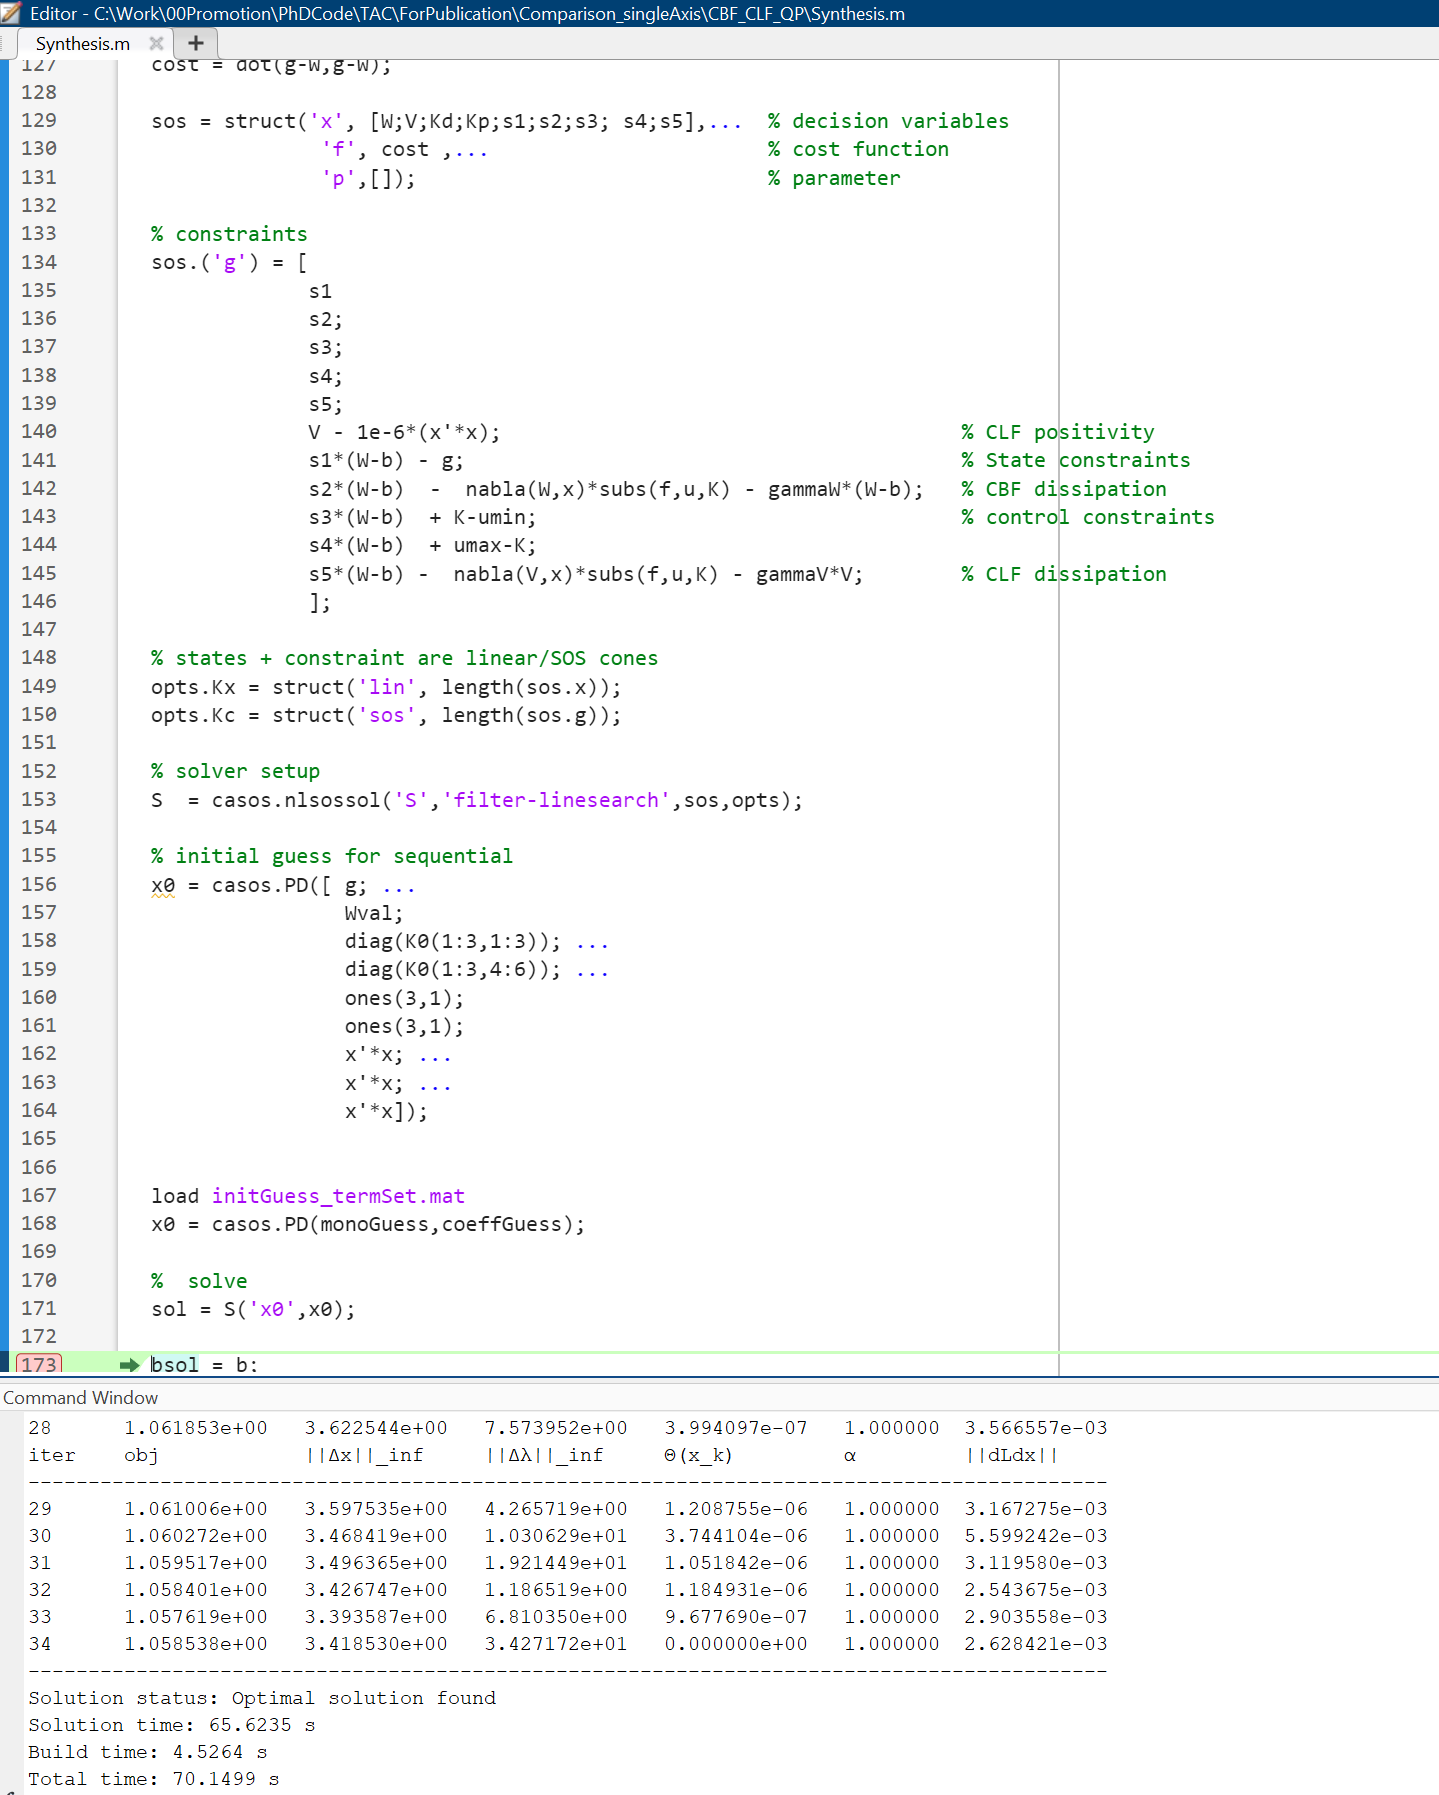 Editor - C:\Work\00Promotion\PhDCode\TAC\ForPublication\Comparison_singleAxis\CBF_CLF_QP\Synthesis.m
Synthesis.m × +
127 cost = dot(g-W,g-W);
128
129 sos = struct('x', [W;V;Kd;Kp;s1;s2;s3; s4;s5],... % decision variables
130 'f', cost ,... % cost function
131 'p',[]); % parameter
132
133 % constraints
134 sos.('g') = [
135 s1
136 s2;
137 s3;
138 s4;
139 s5;
140 V - 1e-6*(x'*x); % CLF positivity
141 s1*(W-b) - g; % State constraints
142 s2*(W-b) - nabla(W,x)*subs(f,u,K) - gammaW*(W-b); % CBF dissipation
143 s3*(W-b) + K-umin; % control constraints
144 s4*(W-b) + umax-K;
145 s5*(W-b) - nabla(V,x)*subs(f,u,K) - gammaV*V; % CLF dissipation
146 ];
147
148 % states + constraint are linear/SOS cones
149 opts.Kx = struct('lin', length(sos.x));
150 opts.Kc = struct('sos', length(sos.g));
151
152 % solver setup
153 S = casos.nlsossol('S','filter-linesearch',sos,opts);
154
155 % initial guess for sequential
156 x0 = casos.PD([ g; ...
157 Wval;
158 diag(K0(1:3,1:3)); ...
159 diag(K0(1:3,4:6)); ...
160 ones(3,1);
161 ones(3,1);
162 x'*x; ...
163 x'*x; ...
164 x'*x]);
165
166
167 load initGuess_termSet.mat
168 x0 = casos.PD(monoGuess,coeffGuess);
169
170 % solve
171 sol = S('x0',x0);
172
173 bsol = b;
Command Window
28 1.061853e+00 3.622544e+00 7.573952e+00 3.994097e-07 1.000000 3.566557e-03
iter obj ||Δx||_inf ||Δλ||_inf Θ(x_k) α ||dLdx||
------------------------------------------------------------------------------------------
29 1.061006e+00 3.597535e+00 4.265719e+00 1.208755e-06 1.000000 3.167275e-03
30 1.060272e+00 3.468419e+00 1.030629e+01 3.744104e-06 1.000000 5.599242e-03
31 1.059517e+00 3.496365e+00 1.921449e+01 1.051842e-06 1.000000 3.119580e-03
32 1.058401e+00 3.426747e+00 1.186519e+00 1.184931e-06 1.000000 2.543675e-03
33 1.057619e+00 3.393587e+00 6.810350e+00 9.677690e-07 1.000000 2.903558e-03
34 1.058538e+00 3.418530e+00 3.427172e+01 0.000000e+00 1.000000 2.628421e-03
------------------------------------------------------------------------------------------
Solution status: Optimal solution found
Solution time: 65.6235 s
Build time: 4.5264 s
Total time: 70.1499 s